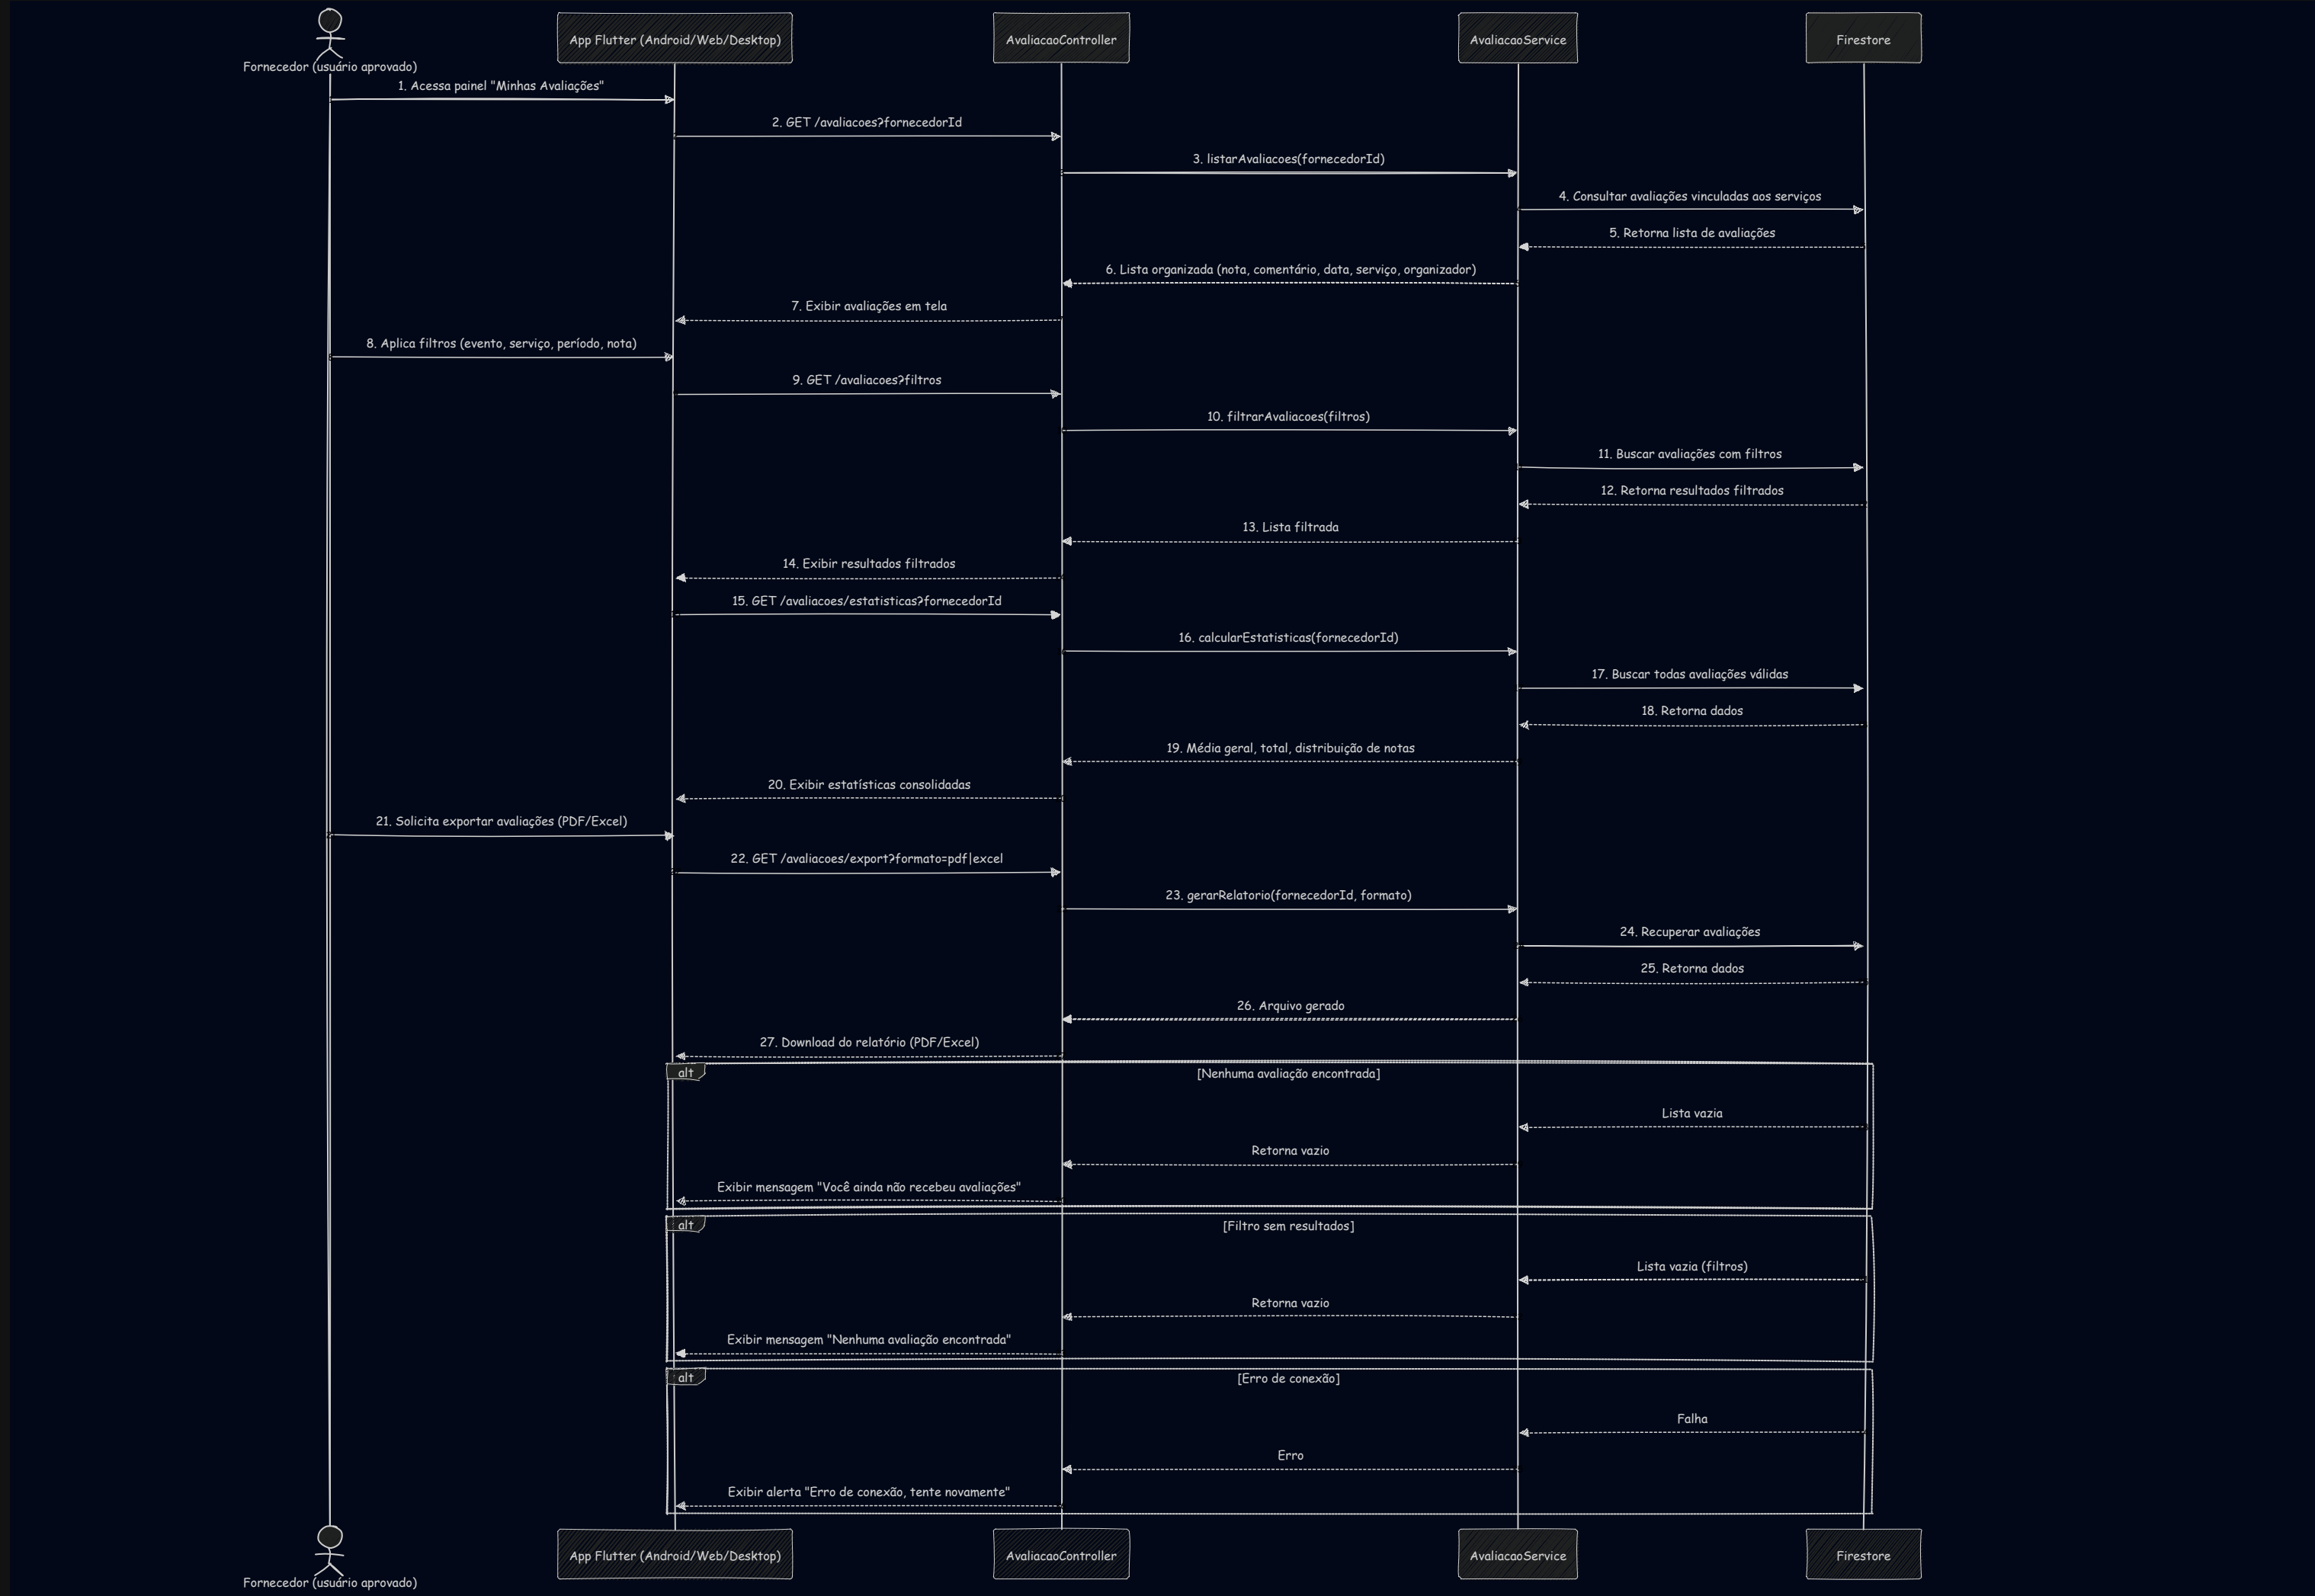 App Flutter (Android/Web/Desktop)
AvaliacaoController
AvaliacaoService
Firestore
Fornecedor (usuário aprovado)
1. Acessa painel "Minhas Avaliações"
2. GET /avaliacoes?fornecedorId
3. listarAvaliacoes(fornecedorId)
4. Consultar avaliações vinculadas aos serviços
5. Retorna lista de avaliações
6. Lista organizada (nota, comentário, data, serviço, organizador)
7. Exibir avaliações em tela
8. Aplica filtros (evento, serviço, período, nota)
9. GET /avaliacoes?filtros
10. filtrarAvaliacoes(filtros)
11. Buscar avaliações com filtros
12. Retorna resultados filtrados
13. Lista filtrada
14. Exibir resultados filtrados
15. GET /avaliacoes/estatisticas?fornecedorId
16. calcularEstatisticas(fornecedorId)
17. Buscar todas avaliações válidas
18. Retorna dados
19. Média geral, total, distribuição de notas
20. Exibir estatísticas consolidadas
21. Solicita exportar avaliações (PDF/Excel)
22. GET /avaliacoes/export?formato=pdf|excel
23. gerarRelatorio(fornecedorId, formato)
24. Recuperar avaliações
25. Retorna dados
26. Arquivo gerado
27. Download do relatório (PDF/Excel)
alt
[Nenhuma avaliação encontrada]
Lista vazia
Retorna vazio
Exibir mensagem "Você ainda não recebeu avaliações"
alt
[Filtro sem resultados]
Lista vazia (filtros)
Retorna vazio
Exibir mensagem "Nenhuma avaliação encontrada"
alt
[Erro de conexão]
Falha
Erro
Exibir alerta "Erro de conexão, tente novamente"
App Flutter (Android/Web/Desktop)
AvaliacaoController
AvaliacaoService
Firestore
Fornecedor (usuário aprovado)